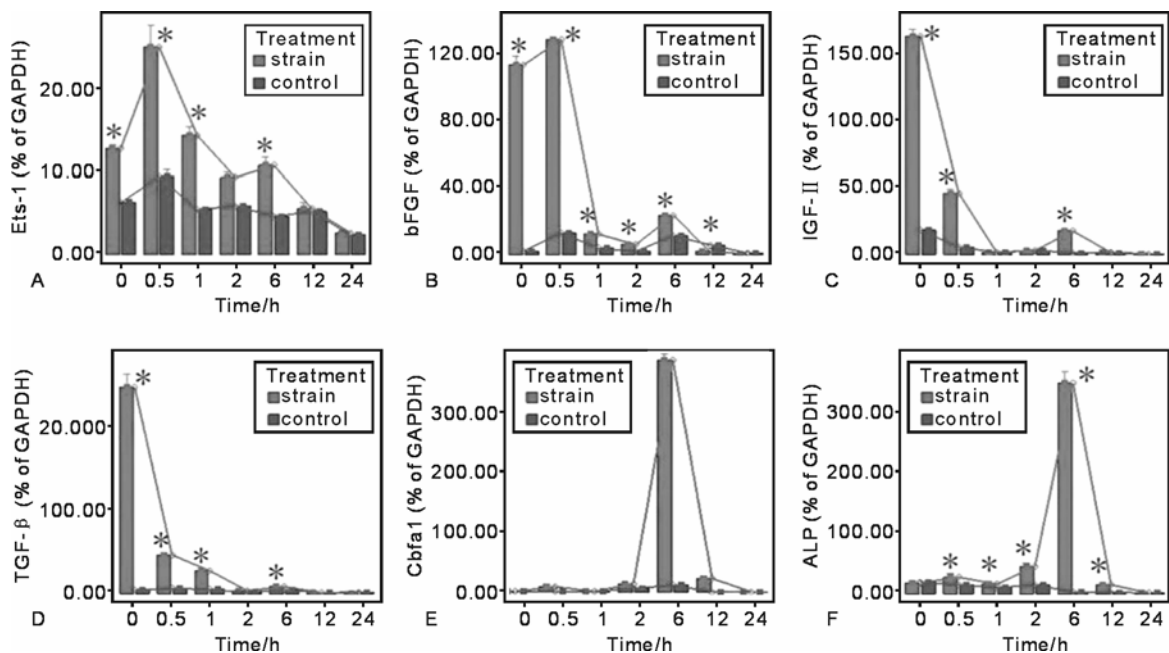 Ets-1 (% of GAPDH)
20.00
10.00
0.00
*
*
*
*
Treatment
strain
control
0 0.5 1 2 6 12 24
A
Time/h
bFGF (% of GAPDH)
120.00
80.00
40.00
0.00
*
*
*
*
*
*
Treatment
strain
control
0 0.5 1 2 6 12 24
B
Time/h
IGF-II (% of GAPDH)
150.00
100.00
50.00
0.00
*
*
*
Treatment
strain
control
0 0.5 1 2 6 12 24
C
Time/h
TGF-β (% of GAPDH)
20.000
100.00
0.00
*
*
*
*
Treatment
strain
control
0 0.5 1 2 6 12 24
D
Time/h
Cbfa1 (% of GAPDH)
300.00
200.00
100.00
0.00
Treatment
strain
control
0 0.5 1 2 6 12 24
E
Time/h
ALP (% of GAPDH)
300.00
200.00
100.00
0.00
*
*
*
*
*
Treatment
strain
control
0 0.5 1 2 6 12 24
F
Time/h